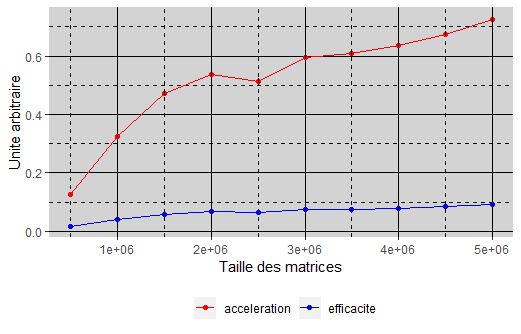 Unite arbitraire
0.6
0.4
0.2
0.0
1e+06 2e+06 3e+06 4e+06 5e+06
Taille des matrices
acceleration efficacite